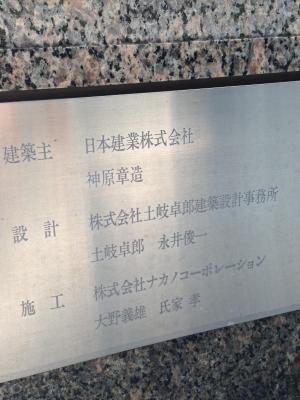 建築主 日本建業株式会社
神原章造
設計 株式会社土岐卓郎建築設計事務所
土岐卓郎 永井俊一
施工 株式会社ナカノコーポレーション
大野義雄 氏家孝